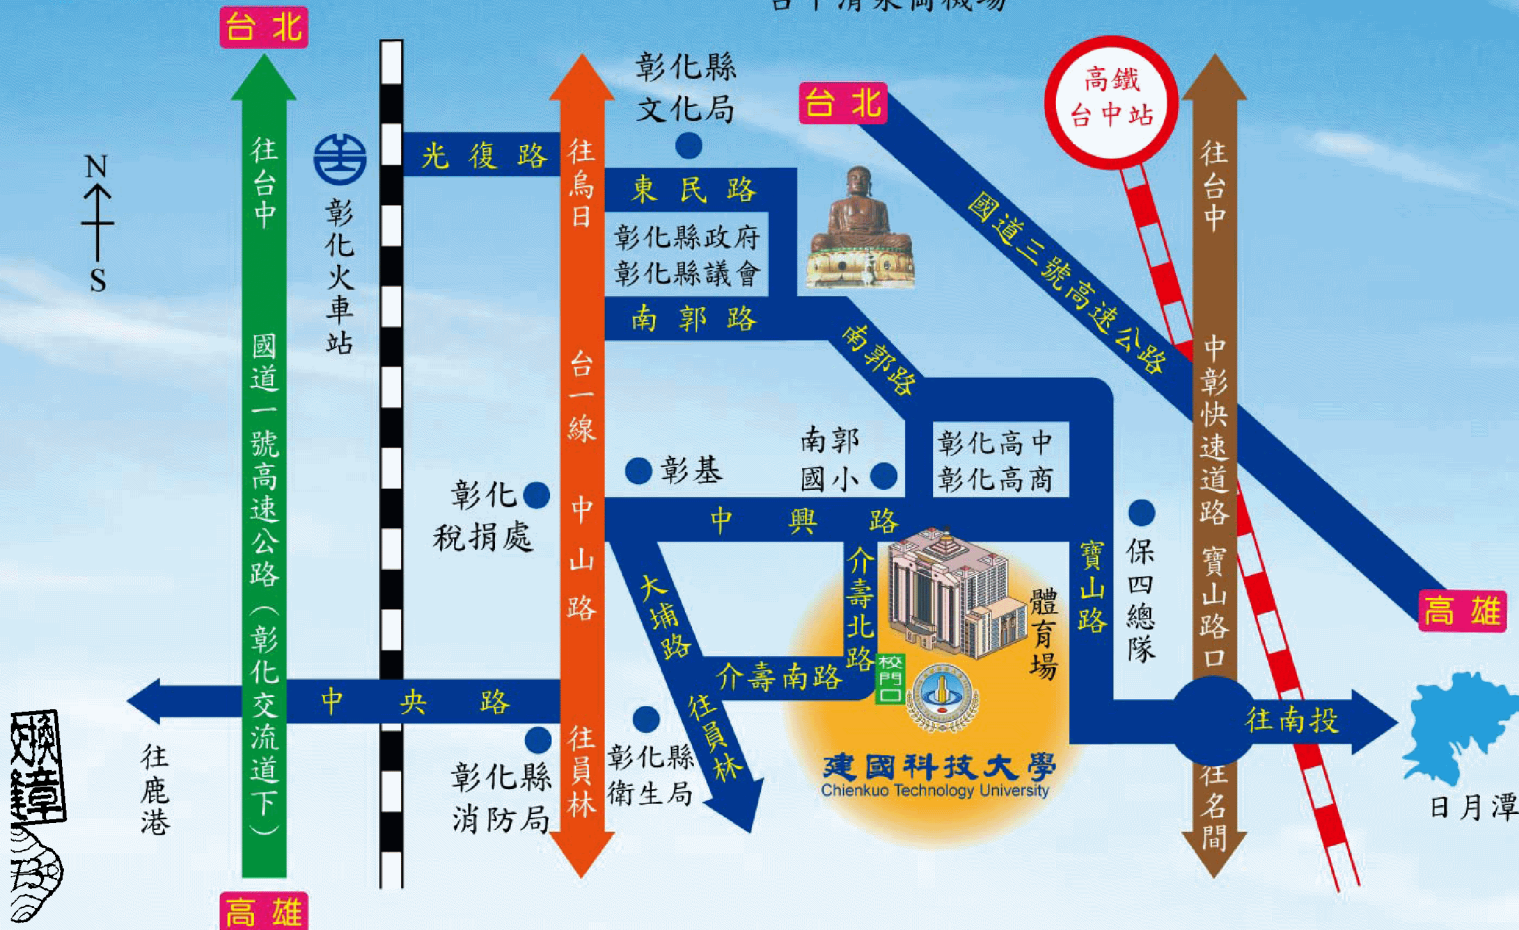 台中清泉崗機場
台北
台北
高鐵
台中站
彰化縣
文化局
N
S
往台中
國道一號高速公路（彰化交流道下）
高雄
彰化火車站
光復路
往烏日
台一線
中山路
往員林
東民路
彰化縣政府
彰化縣議會
南郭路
南郭路
國道三號高速公路
往台中
中彰快速道路
寶山路口
往名間
高雄
彰化
稅捐處
彰基
南郭
國小
彰化高中
彰化高商
中興路
大埔路
往員林
介壽北路
介壽南路
校門口
體育場
寶山路
保四總隊
中央路
往鹿港
彰化縣
消防局
彰化縣
衛生局
建國科技大學
Chienkuo Technology University
往南投
日月潭